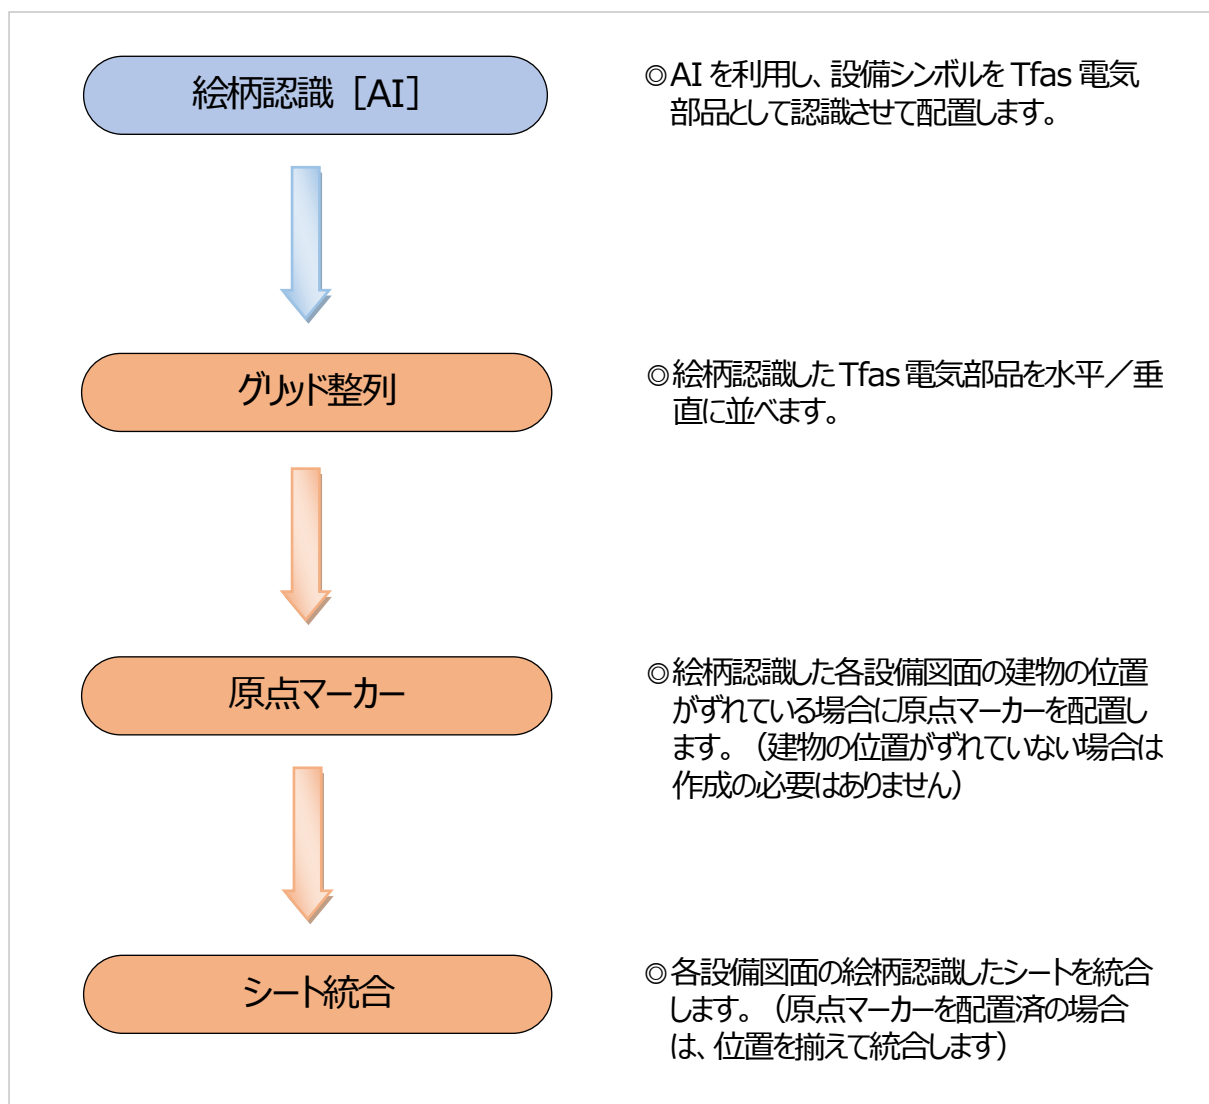 絵柄認識［AI］
◎AI を利用し、設備シンボルを Tfas 電気
部品として認識させて配置します。
グリッド整列
◎絵柄認識した Tfas 電気部品を水平／垂
直に並べます。
原点マーカー
◎絵柄認識した各設備図面の建物の位置
がずれている場合に原点マーカーを配置し
ます。（建物の位置がずれていない場合は
作成の必要はありません）
シート統合
◎各設備図面の絵柄認識したシートを統合
します。（原点マーカーを配置済の場合
は、位置を揃えて統合します）